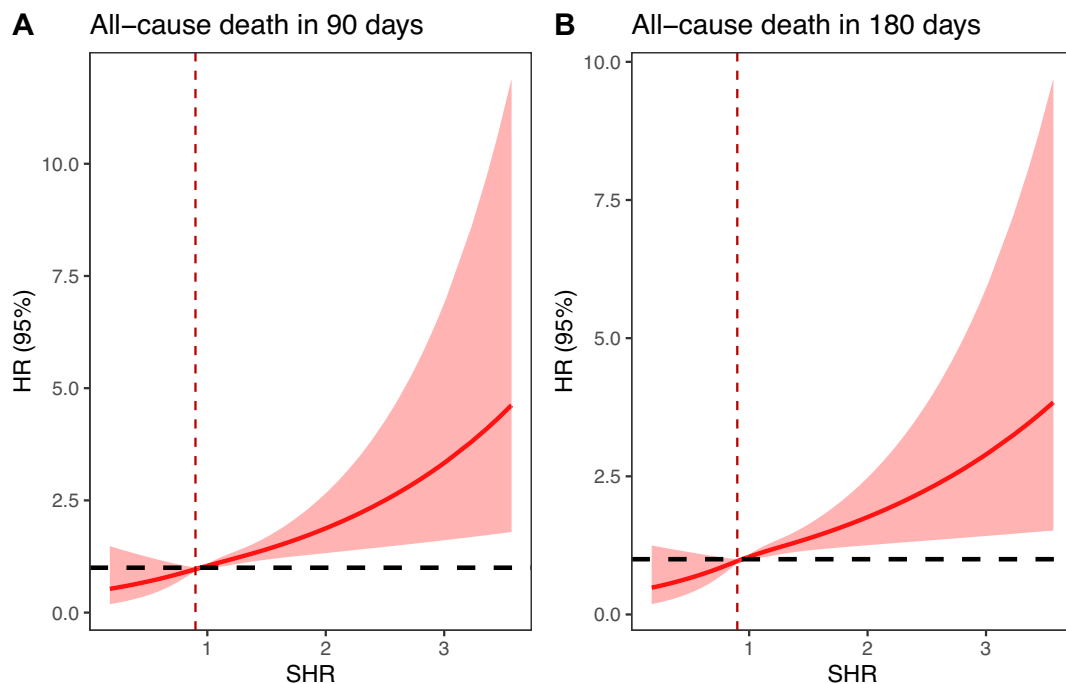 A All−cause death in 90 days
HR (95%)
10.0
7.5
5.0
2.5
0.0
1 2 3
SHR
B All−cause death in 180 days
HR (95%)
10.0
7.5
5.0
2.5
0.0
1 2 3
SHR